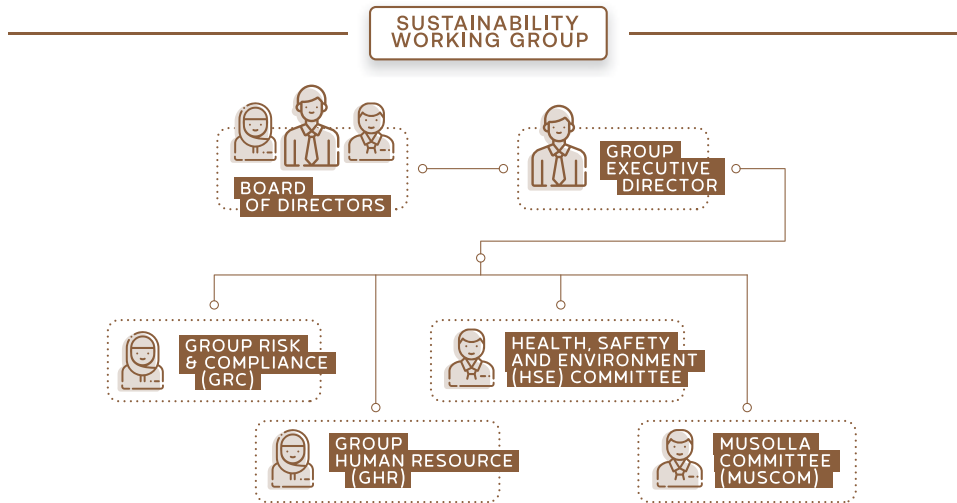 SUSTAINABILITY
WORKING GROUP
BOARD
OF DIRECTORS
GROUP
EXECUTIVE
DIRECTOR
GROUP RISK
& COMPLIANCE
(GRC)
HEALTH, SAFETY
AND ENVIRONMENT
(HSE) COMMITTEE
GROUP
HUMAN RESOURCE
(GHR)
MUSOLLA
COMMITTEE
(MUSCOM)